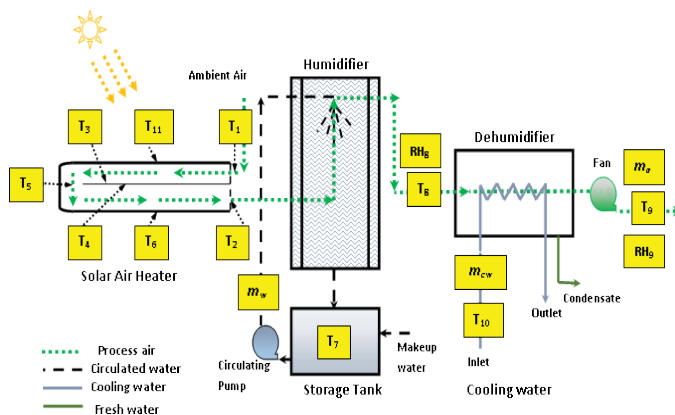 Humidifier
Ambient Air
T3
T11
T1
Dehumidifier
RH8
Fan
ma
T5
T8
T9
T4
T6
T2
RH9
Solar Air Heater
mw
mcw
Condensate
T10
Outlet
T7
Process air
Circulated water
Cooling water
Fresh water
Circulating
Pump
Makeup
water
Inlet
Storage Tank
Cooling water